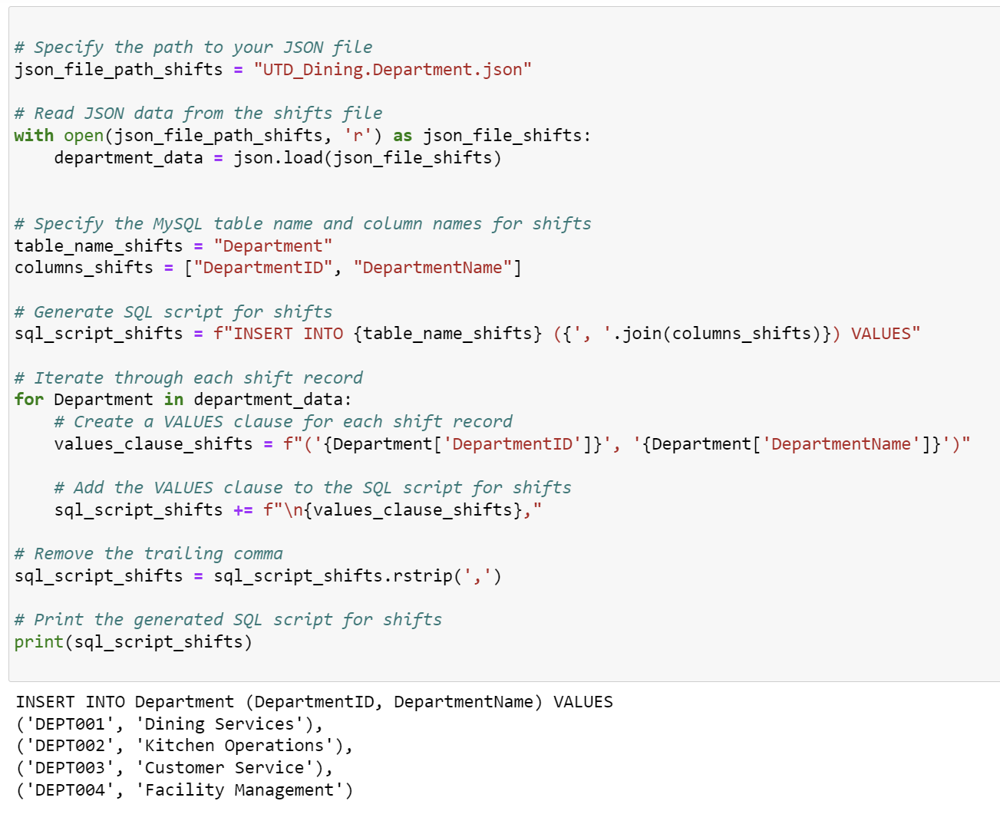 # Specify the path to your JSON file
json_file_path_shifts = "UTD_Dining.Department.json"
# Read JSON data from the shifts file
with open(json_file_path_shifts, 'r') as json_file_shifts:
    department_data = json.load(json_file_shifts)
# Specify the MySQL table name and column names for shifts
table_name_shifts = "Department"
columns_shifts = ["DepartmentID", "DepartmentName"]
# Generate SQL script for shifts
sql_script_shifts = f"INSERT INTO {table_name_shifts} ({', '.join(columns_shifts)}) VALUES"
# Iterate through each shift record
for Department in department_data:
    # Create a VALUES clause for each shift record
    values_clause_shifts = f"('{Department['DepartmentID']}', '{Department['DepartmentName']}')"
    # Add the VALUES clause to the SQL script for shifts
    sql_script_shifts += f"\n{values_clause_shifts},"
# Remove the trailing comma
sql_script_shifts = sql_script_shifts.rstrip(',')
# Print the generated SQL script for shifts
print(sql_script_shifts)
INSERT INTO Department (DepartmentID, DepartmentName) VALUES
('DEPT001', 'Dining Services'),
('DEPT002', 'Kitchen Operations'),
('DEPT003', 'Customer Service'),
('DEPT004', 'Facility Management')